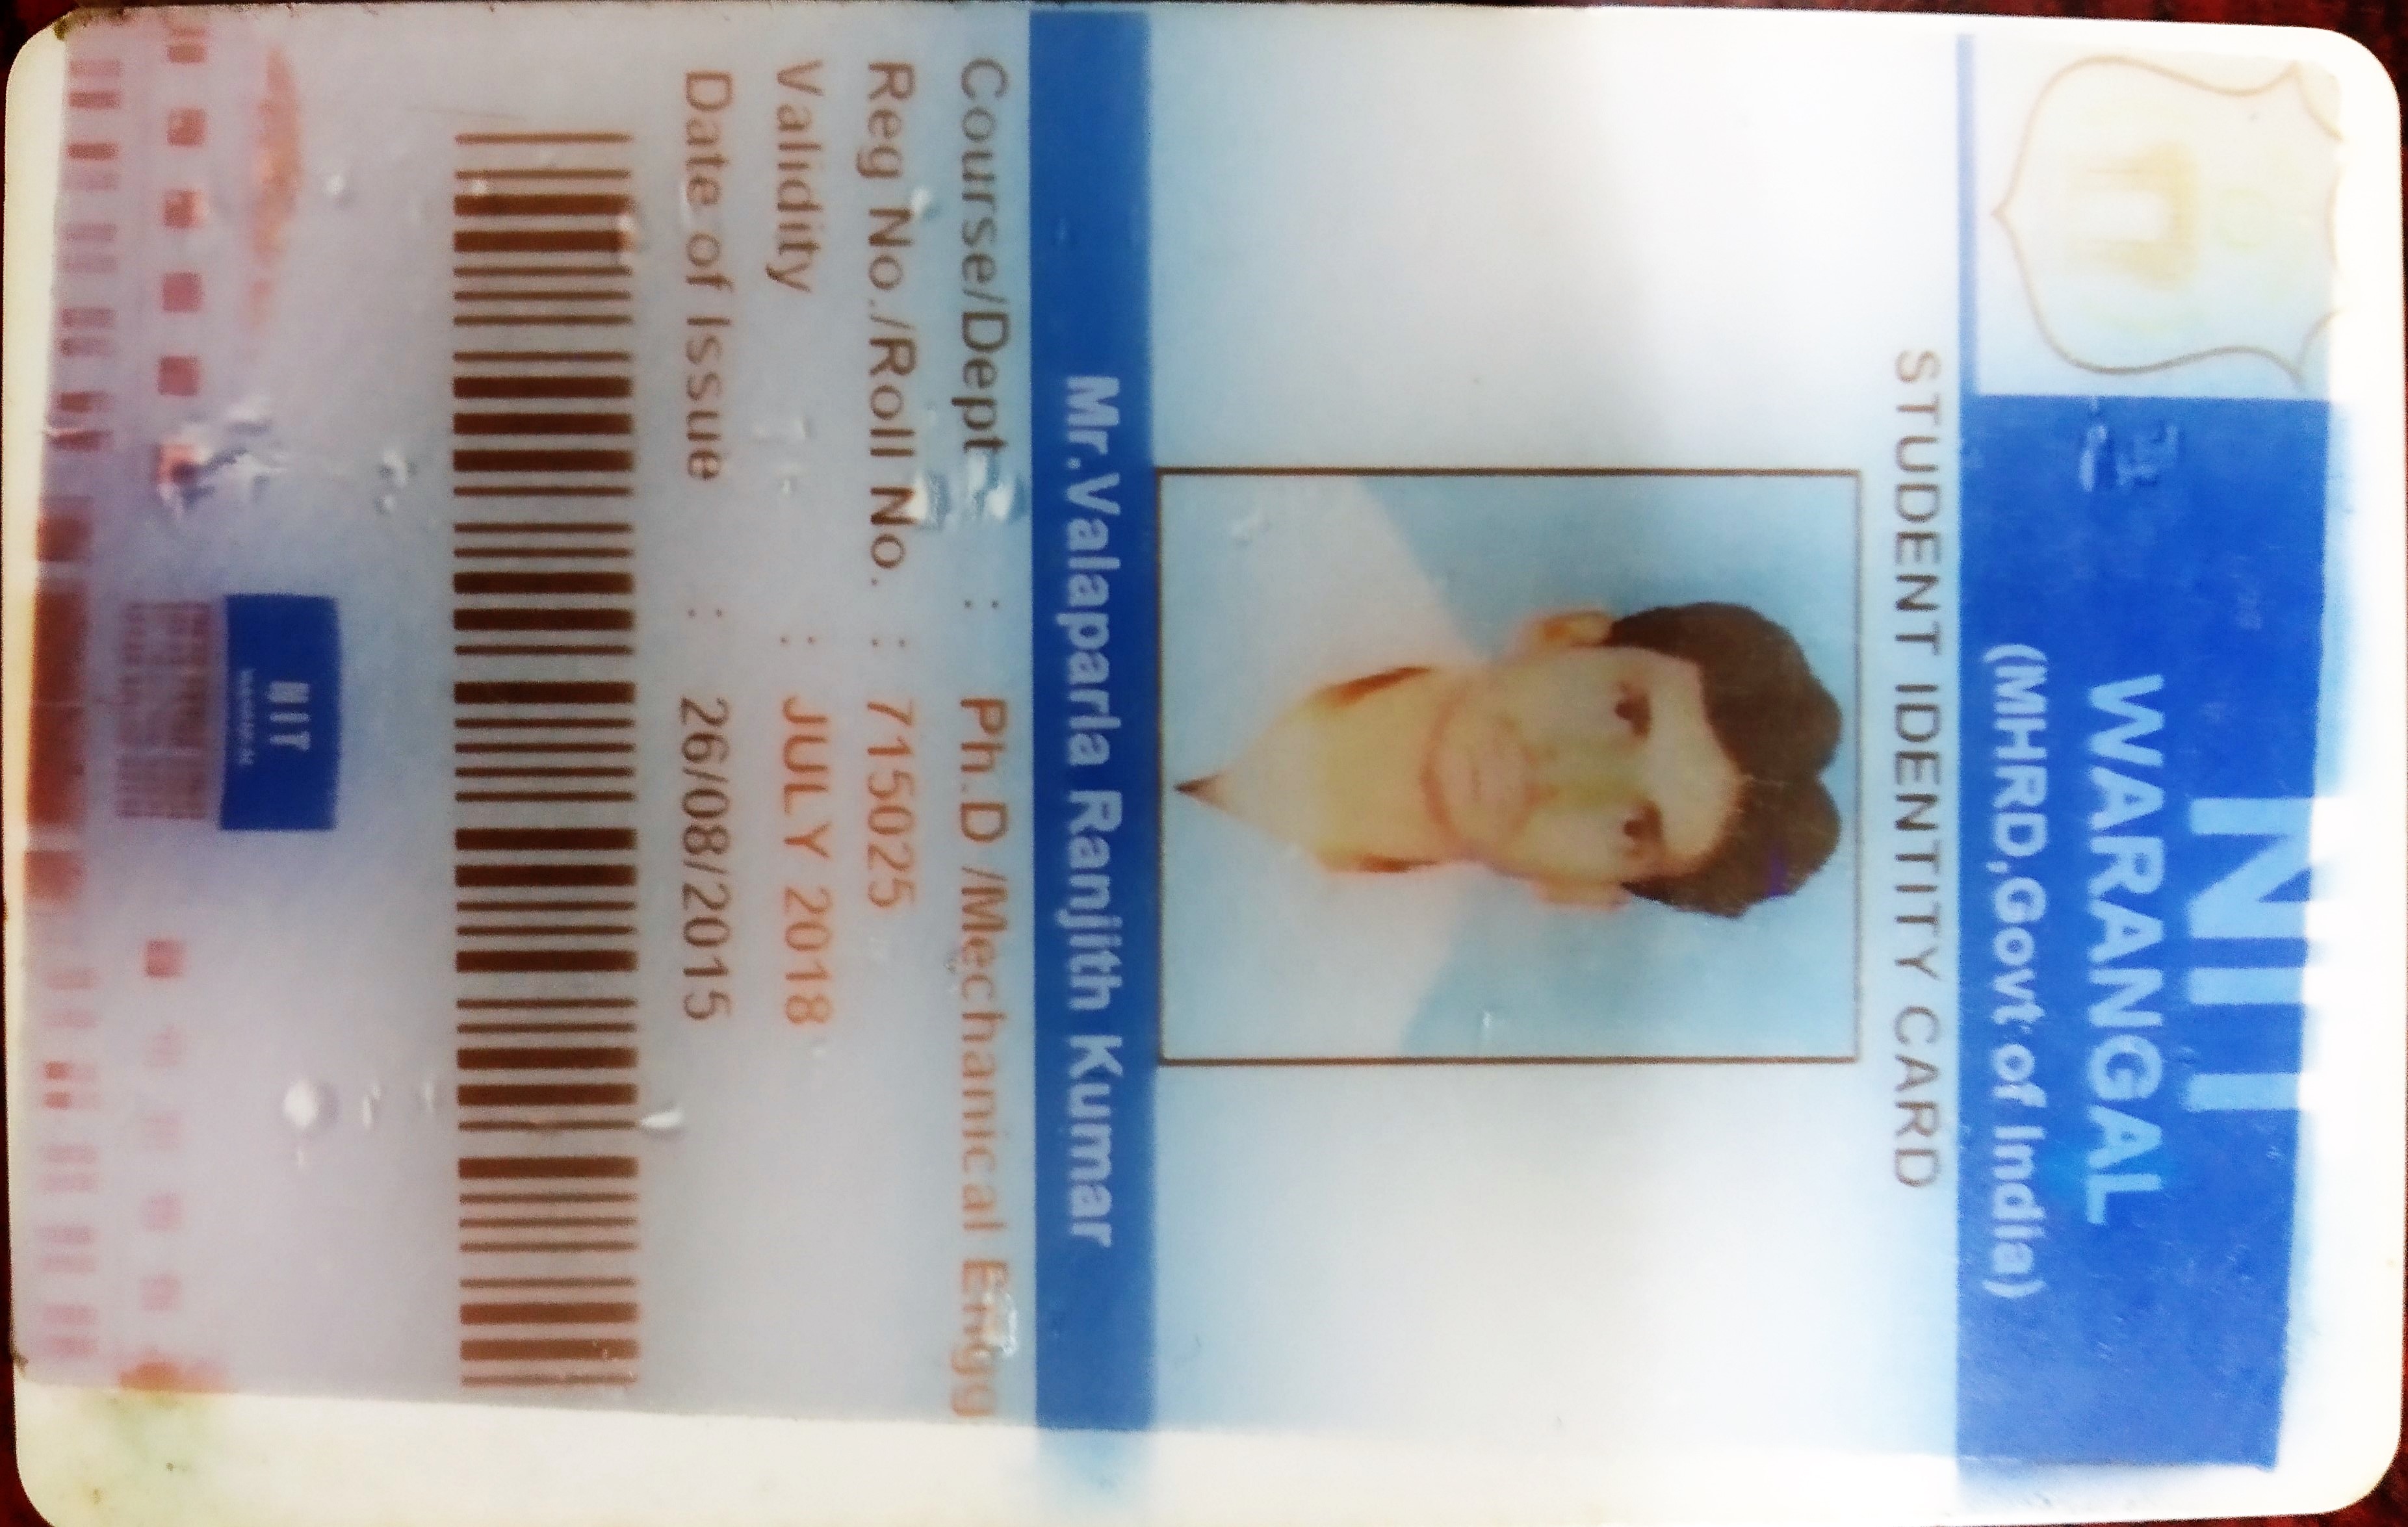 NIT
WARANGAL
(MHRD,Govt of India)
STUDENT IDENTITY CARD
Mr.Valaparla Ranjith Kumar
Course/Dept : Ph.D /Mechanical Engg
Reg No./Roll No. : 715025
Validity : JULY 2018
Date of Issue : 26/08/2015
NIT